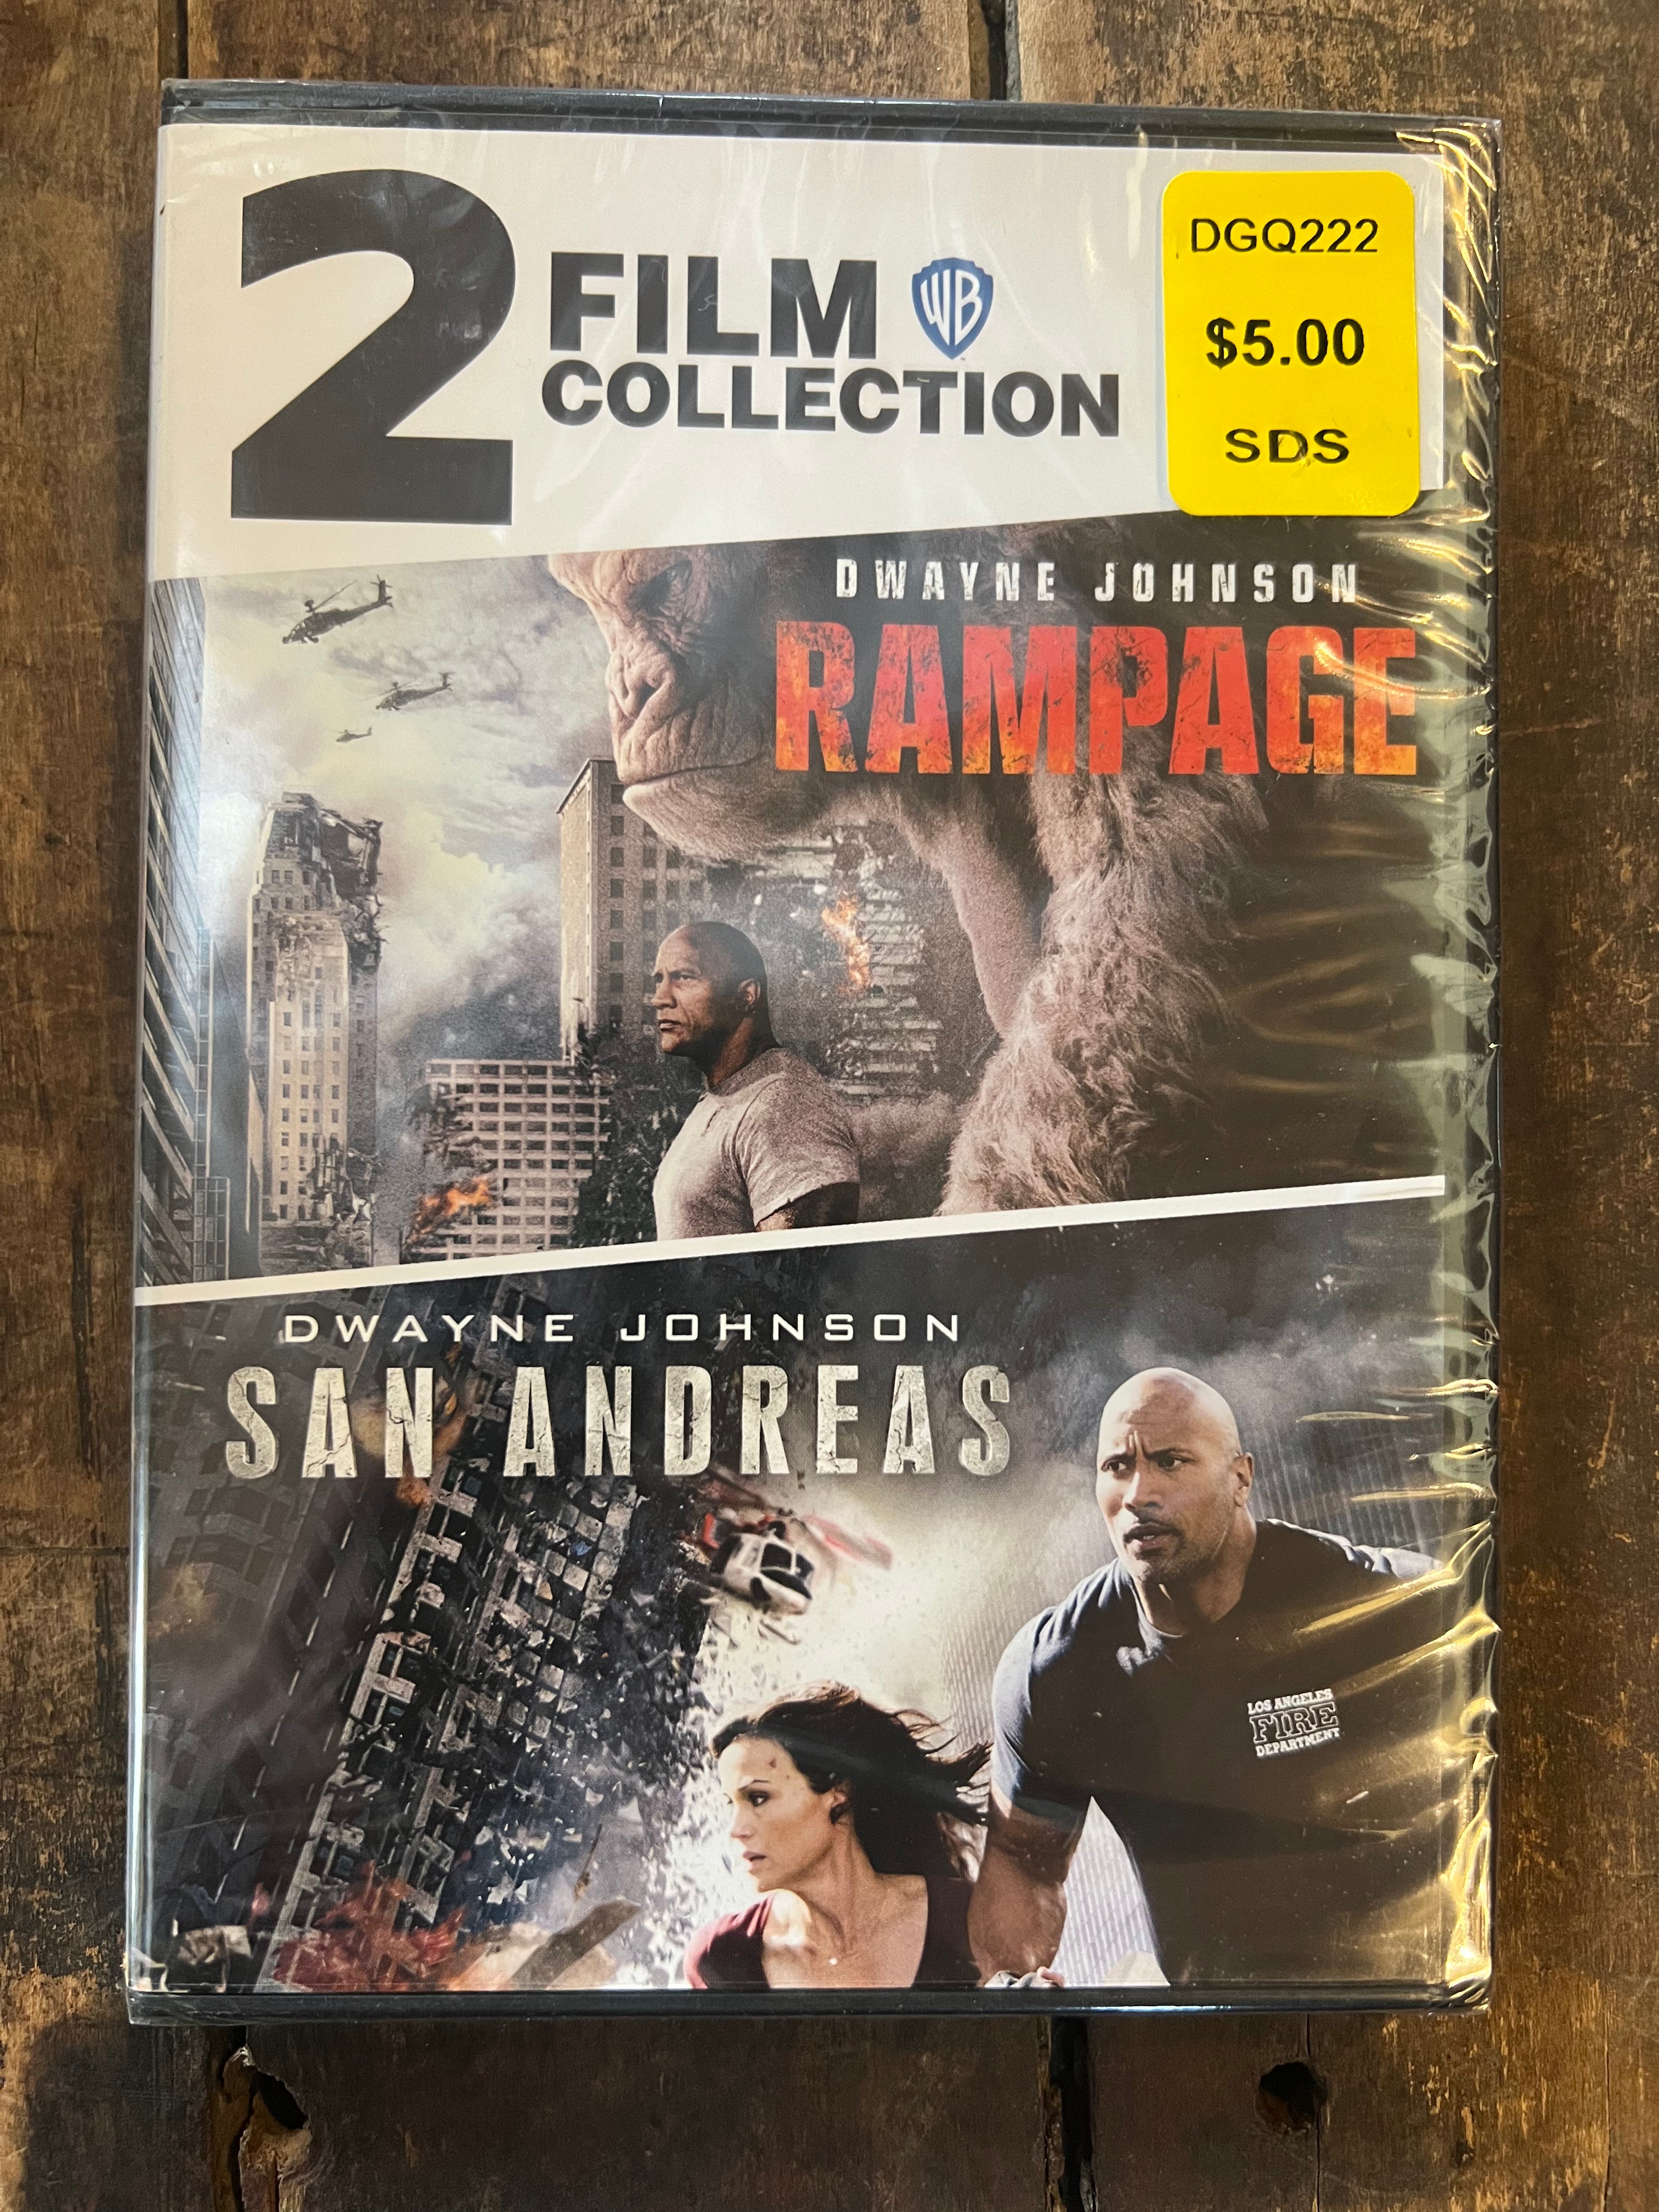 2 FILM WB
COLLECTION
DGQ222
$5.00
SDS
DWAYNE JOHNSON
RAMPAGE
DWAYNE JOHNSON
SAN ANDREAS
LOS ANGELES
FIRE
DEPARTMENT